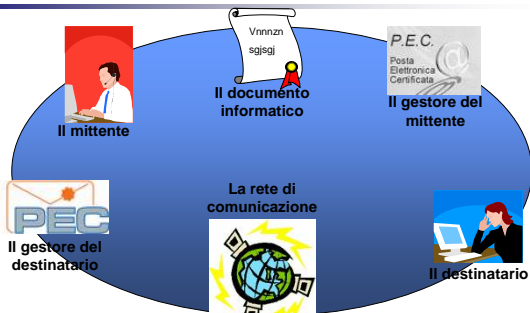 Vnnnzn
sgjsgj
P.E.C.
Posta
Elettronica
Certificata
@
Il documento
informatico
Il gestore del
mittente
Il mittente
La rete di
comunicazione
PEC
Il gestore del
destinatario
Il destinatario